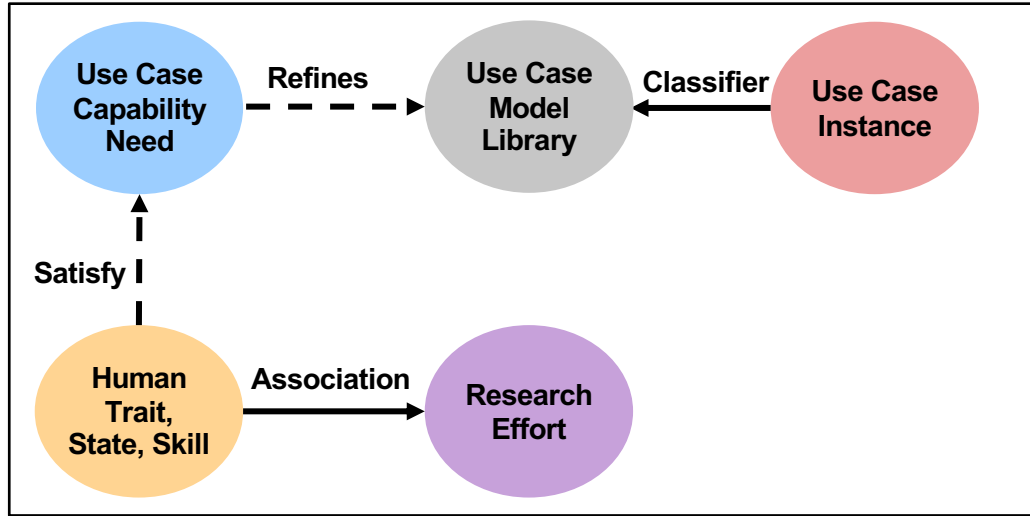 Use Case
Capability
Need
Refines
Use Case
Model
Library
Classifier
Use Case
Instance
Satisfy
Human
Trait,
State, Skill
Association
Research
Effort